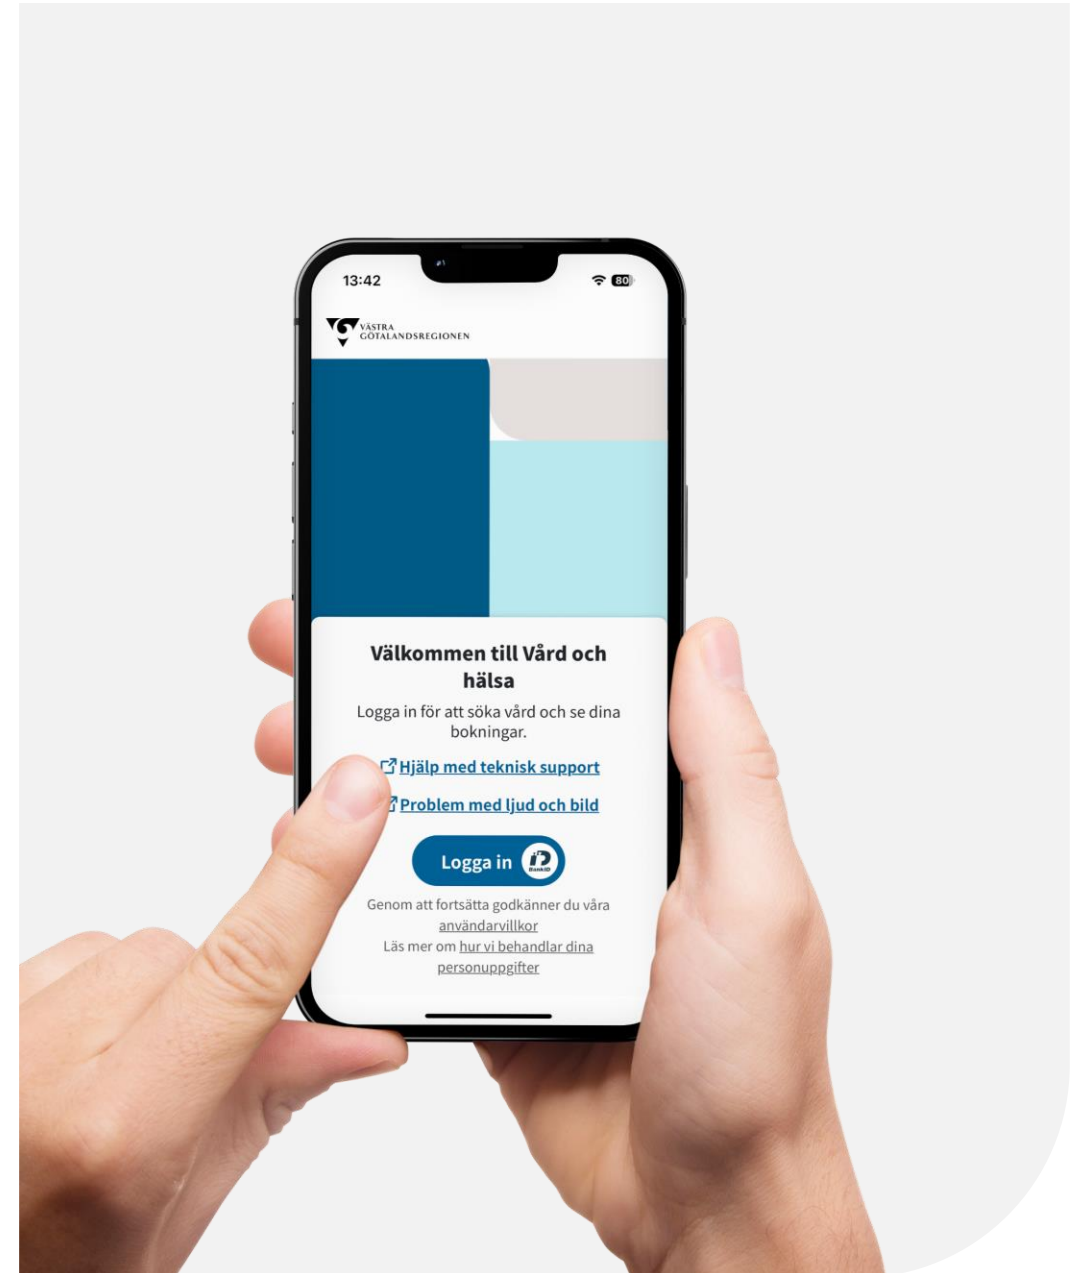 13:42
80
VÄSTRA
GÖTALANDSREGIONEN
Välkommen till Vård och
hälsa
Logga in för att söka vård och se dina
bokningar.
Hjälp med teknisk support
Problem med ljud och bild
Logga in
BankID
Genom att fortsätta godkänner du våra
användarvillkor
Läs mer om hur vi behandlar dina
personuppgifter